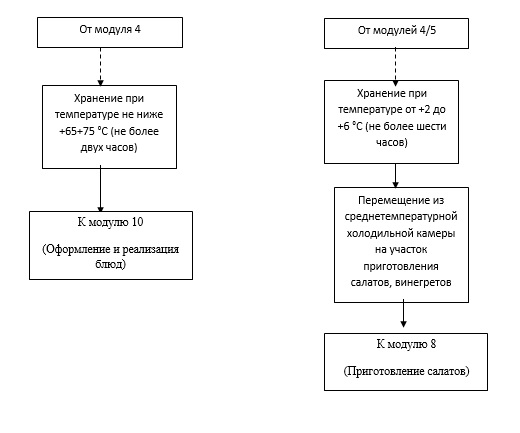 От модуля 4
Хранение при
температуре не ниже
+65+75 °С (не более
двух часов)
К модулю 10
(Оформление и реализация
блюд)
От модулей 4/5
Хранение при
температуре от +2 до
+6 °С (не более шести
часов)
Перемещение из
среднетемпературной
холодильной камеры
на участок
приготовления
салатов, винегретов
К модулю 8
(Приготовление салатов)